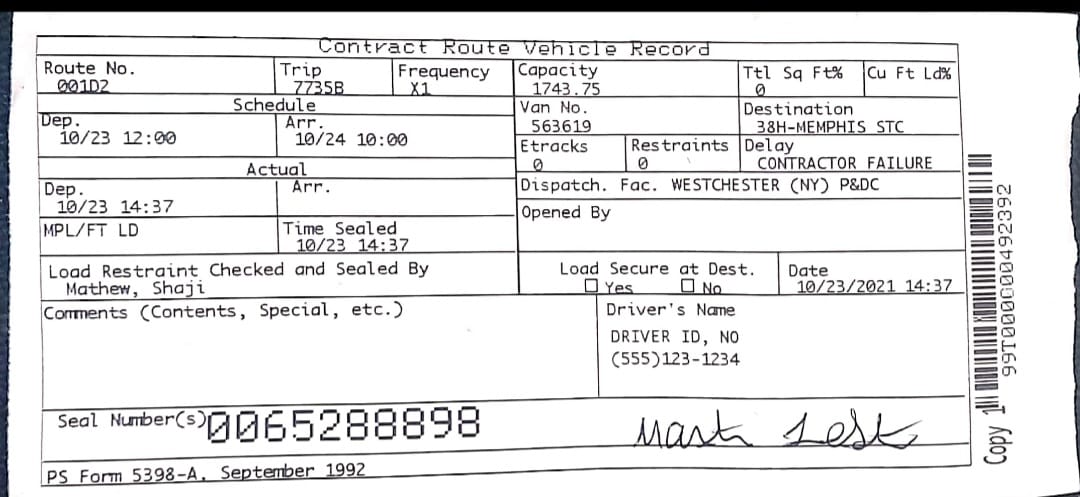 Contract Route Vehicle Record
Route No.
001D2
Trip
7735B
Frequency
X1
Capacity
1743.75
Ttl Sq Ft%
0
Cu Ft Ld%
Schedule
Dep.
10/23 12:00
Arr.
10/24 10:00
Van No.
563619
Destination
38H-MEMPHIS STC
Etracks
0
Restraints
0
Delay
CONTRACTOR FAILURE
Actual
Dep.
10/23 14:37
Arr.
Dispatch. Fac. WESTCHESTER (NY) P&DC
MPL/FT LD
Time Sealed
10/23 14:37
Opened By
Load Restraint Checked and Sealed By
Mathew, Shaji
Load Secure at Dest.
Yes No
Date
10/23/2021 14:37
Comments (Contents, Special, etc.)
Driver's Name
DRIVER ID, NO
(555)123-1234
Seal Number(s) 0065288898
PS Form 5398-A, September 1992
Copy 1
99T000G000492392